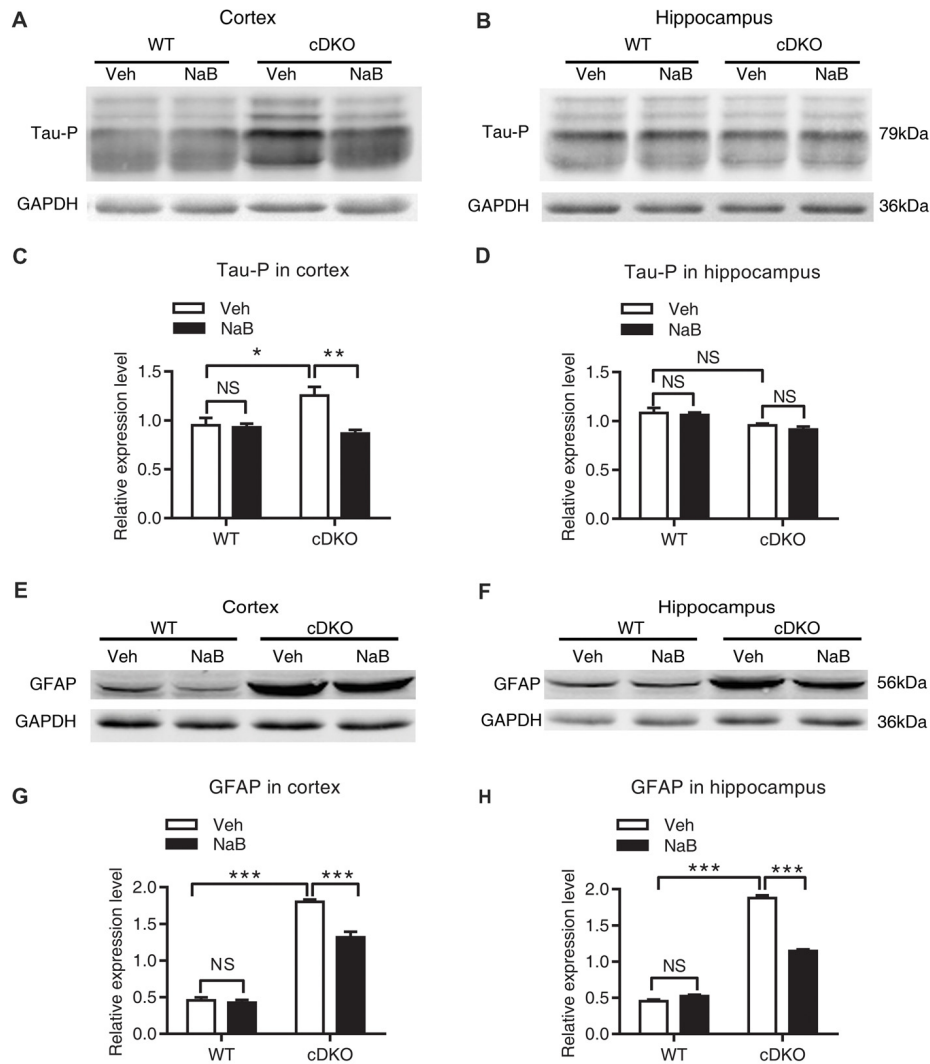 A Cortex
WT cDKO
Veh NaB Veh NaB
Tau-P
GAPDH
B Hippocampus
WT cDKO
Veh NaB Veh NaB
Tau-P 79kDa
GAPDH 36kDa
C
Tau-P in cortex
Veh
NaB
Relative expression level
1.5
1.0
0.5
0.0
* **
NS
WT cDKO
D
Tau-P in hippocampus
Veh
NaB
Relative expression level
1.5
1.0
0.5
0.0
NS
NS NS
WT cDKO
E Cortex
WT cDKO
Veh NaB Veh NaB
GFAP
GAPDH
F Hippocampus
WT cDKO
Veh NaB Veh NaB
GFAP 56kDa
GAPDH 36kDa
G GFAP in cortex
Veh
NaB
Relative expression level
2.0
1.5
1.0
0.5
0.0
*** ***
NS
WT cDKO
H GFAP in hippocampus
Veh
NaB
Relative expression level
2.0
1.5
1.0
0.5
0.0
*** ***
NS
WT cDKO